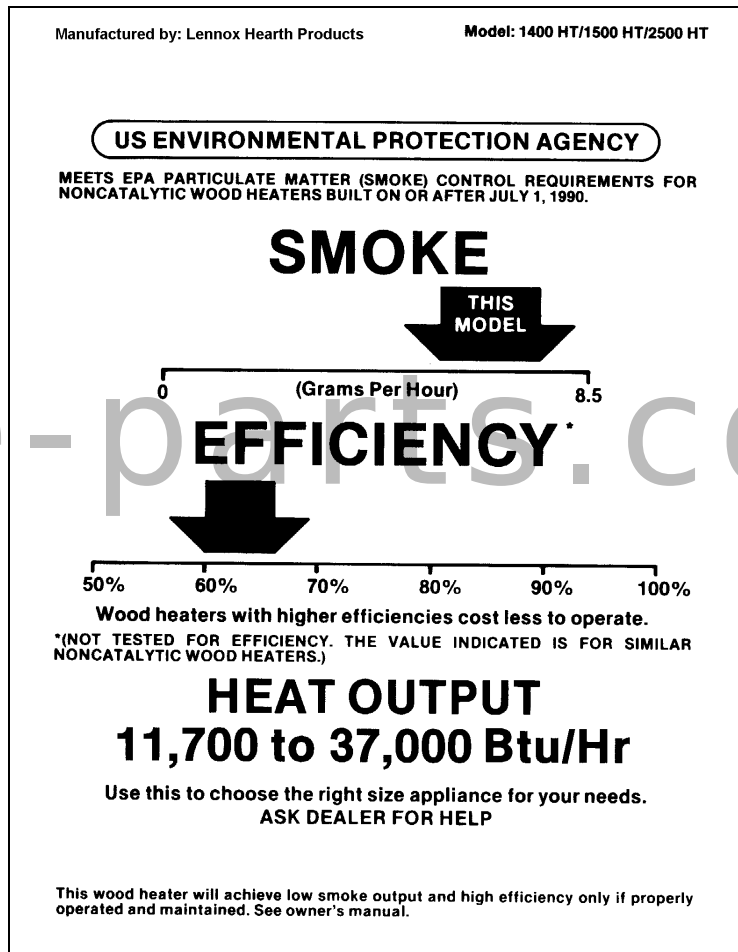 Manufactured by: Lennox Hearth Products
Model: 1400 HT/1500 HT/2500 HT
US ENVIRONMENTAL PROTECTION AGENCY
MEETS EPA PARTICULATE MATTER (SMOKE) CONTROL REQUIREMENTS FOR
NONCATALYTIC WOOD HEATERS BUILT ON OR AFTER JULY 1, 1990.
SMOKE
THIS
MODEL
0 (Grams Per Hour) 8.5
-parts.co
EFFICIENCY*
50% 60% 70% 80% 90% 100%
Wood heaters with higher efficiencies cost less to operate.
*(NOT TESTED FOR EFFICIENCY. THE VALUE INDICATED IS FOR SIMILAR
NONCATALYTIC WOOD HEATERS.)
HEAT OUTPUT
11,700 to 37,000 Btu/Hr
Use this to choose the right size appliance for your needs.
ASK DEALER FOR HELP
This wood heater will achieve low smoke output and high efficiency only if properly
operated and maintained. See owner's manual.